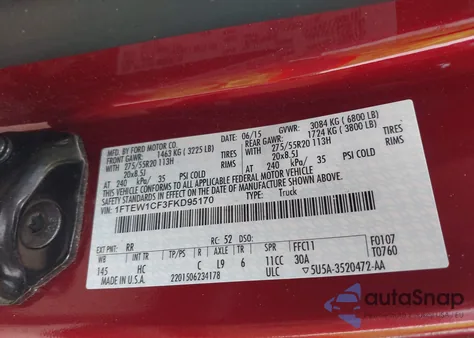 MFD. BY FORD MOTOR CO. 06/15 GVWR: 3084 KG ( 6800 LB)
FRONT GAWR: 1463 KG ( 3225 LB) REAR GAWR: 1724 KG ( 3800 LB)
275/55R20 113H WITH 275/55R20 113H WITH
20x8.5J 20x8.5J
AT 240 kPa/ 35 PSI COLD AT 240 kPa/ 35 PSI COLD
THIS VEHICLE CONFORMS TO ALL APPLICABLE FEDERAL MOTOR VEHICLE
SAFETY STANDARDS IN EFFECT ON THE DATE OF MANUFACTURE SHOWN ABOVE.
VIN: 1FTEW1CF3FKD95170 TYPE: Truck
EXT PNT: RR RC: 52 DSO: F0107
WB INT TR TP/PS R AXLE TR SPR FFC11 T0760
145 HC C L9 6 11CC 30A
MADE IN U.S.A. 2201506234178 ULC 5U5A-3520472-AA
autoSnap